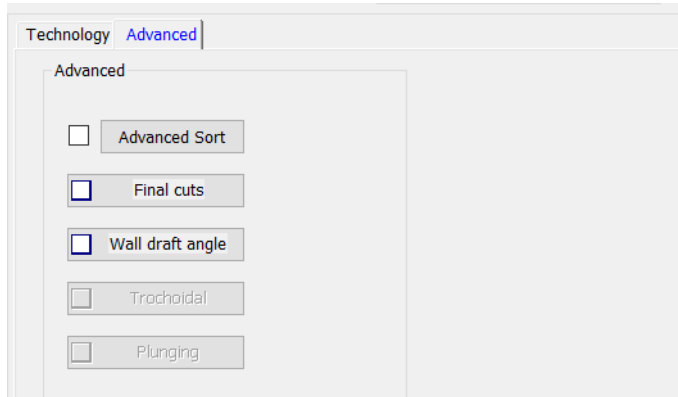 Technology Advanced
Advanced
Advanced Sort
Final cuts
Wall draft angle
Trochoidal
Plunging